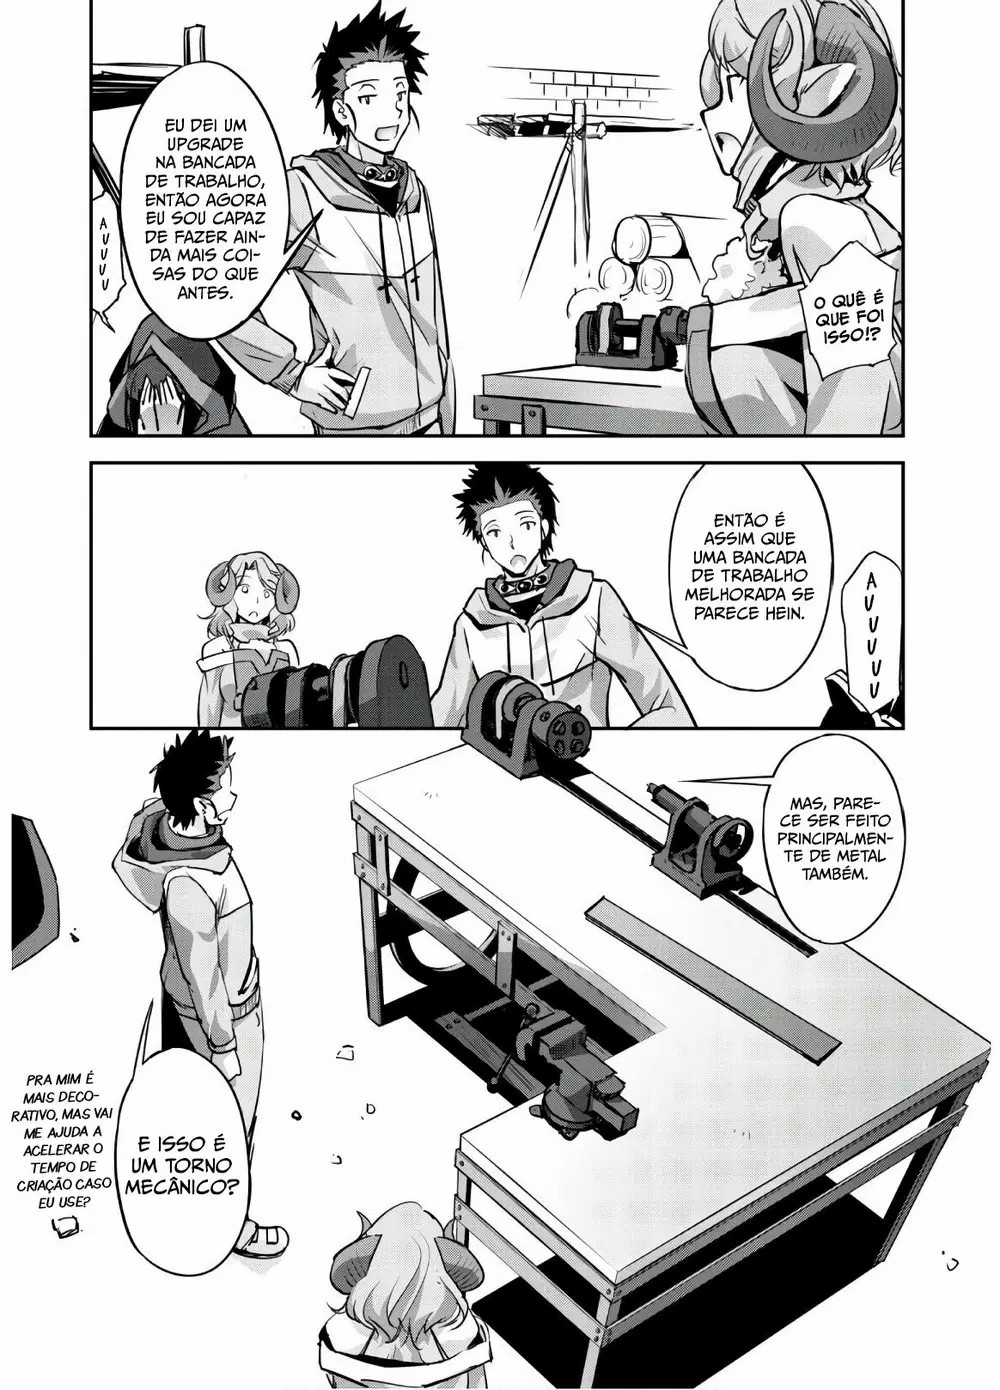 O QUÊ É
QUE FOI
ISSO!?
EU DEI UM
UPGRADE
NA BANCADA
DE TRABALHO,
ENTÃO AGORA
EU SOU CAPAZ
DE FAZER AIN-
DA MAIS COI-
SAS DO QUE
ANTES.
AUUUU
AUUUUU
ENTÃO É
ASSIM QUE
UMA BANCADA
DE TRABALHO
MELHORADA SE
PARECE HEIN.
MAS, PARE-
CE SER FEITO
PRINCIPALMEN-
TE DE METAL
TAMBÉM.
E ISSO É
UM TORNO
MECÂNICO?
PRA MIM É
MAIS DECO-
RATIVO, MAS VAI
ME AJUDA A
ACELERAR O
TEMPO DE
CRIAÇÃO CASO
EU USE?